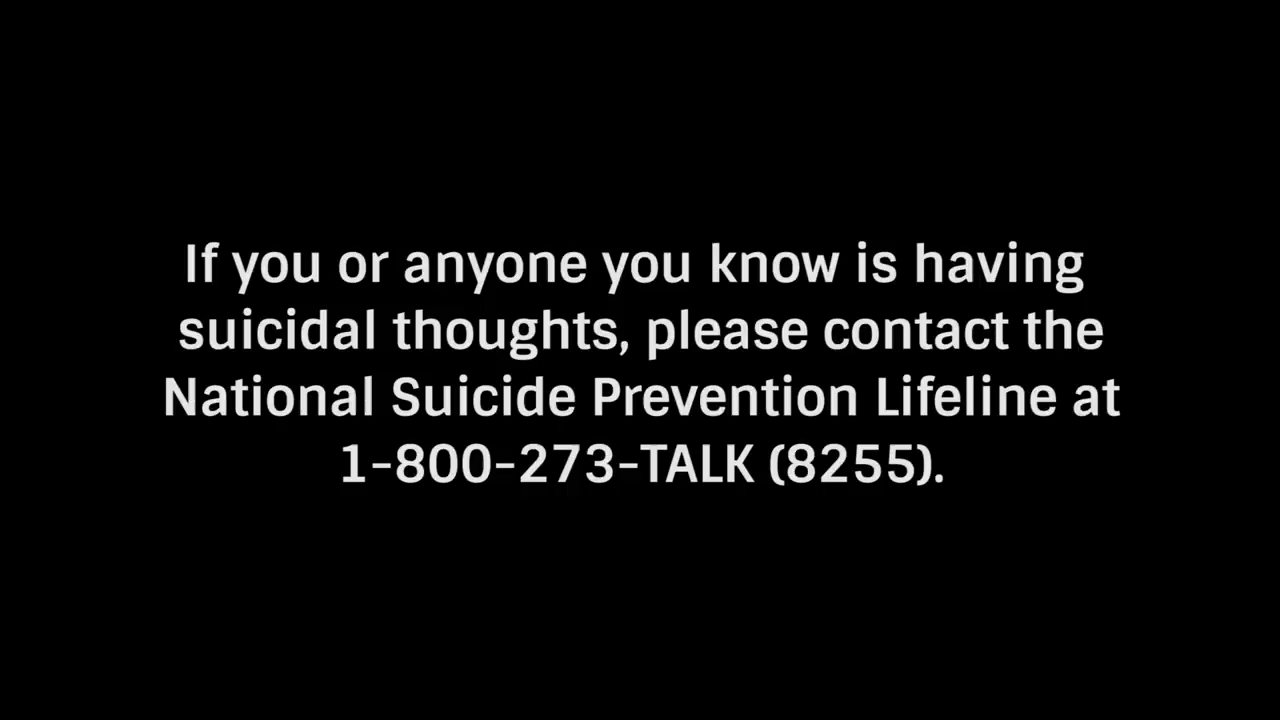 If you or anyone you know is having
suicidal thoughts, please contact the
National Suicide Prevention Lifeline at
1-800-273-TALK (8255).